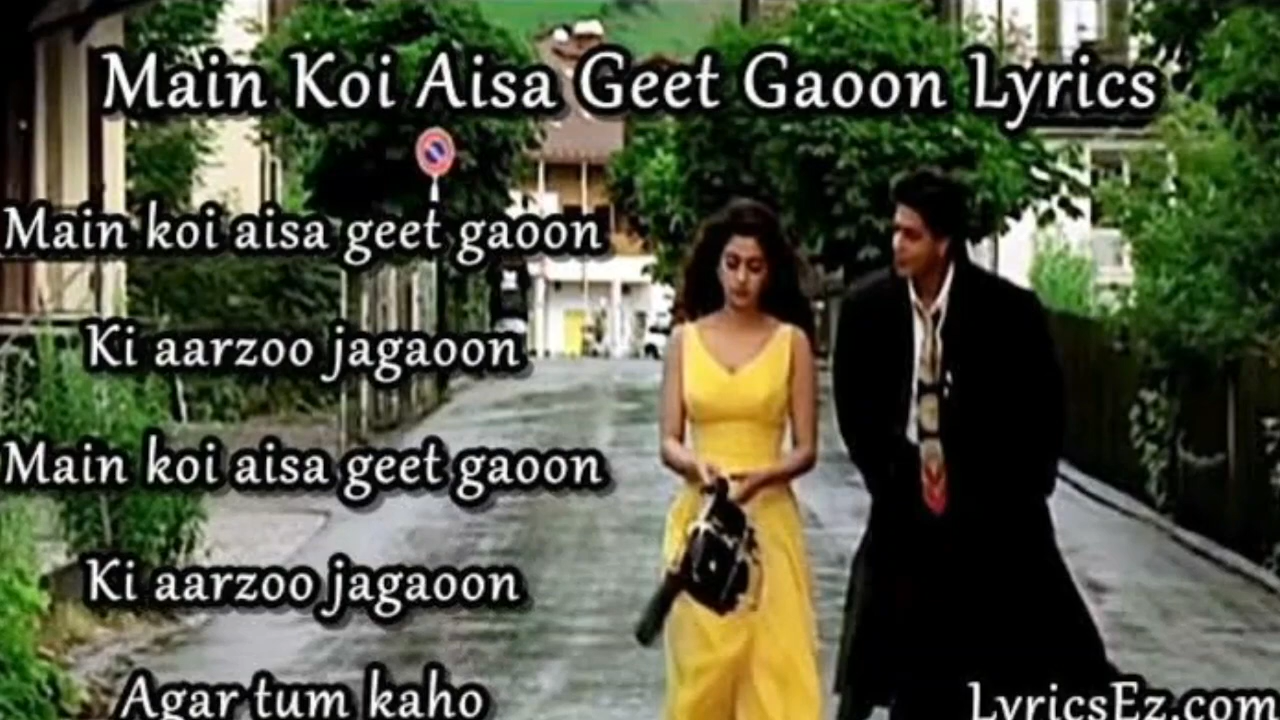 Main Koi Aisa Geet Gaoon Lyrics
Main koi aisa geet gaoon
Ki aarzoo jagaoon
Main koi aisa geet gaoon
Ki aarzoo jagaoon
Agar tum kaho
LyricsEz.com